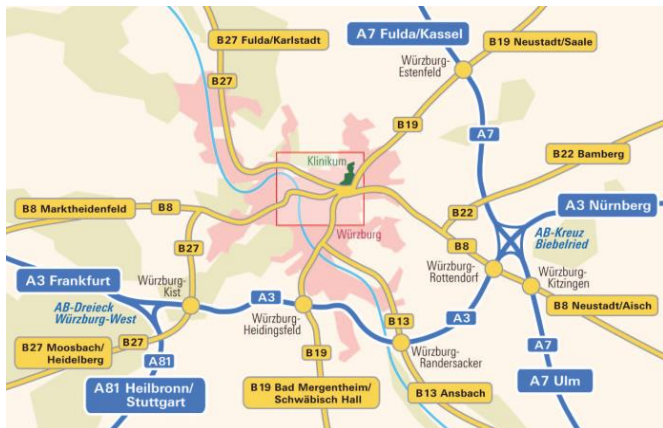 B27 Fulda/Karlstadt
A7 Fulda/Kassel
B19 Neustadt/Saale
Würzburg-
Estenfeld
B27
B19
A7
B22 Bamberg
Klinikum
B8 Marktheidenfeld
B8
B22
A3 Nürnberg
Würzburg
B8
AB-Kreuz
Biebelried
B27
A3 Frankfurt
Würzburg-
Kist
Würzburg-
Rottendorf
Würzburg-
Kitzingen
AB-Dreieck
Würzburg-West
A3
Würzburg-
Heidingsfeld
B13
A3
B8 Neustadt/Aisch
B27 Moosbach/
Heidelberg
B27
A81
B19
Würzburg-
Randersacker
A7
A81 Heilbronn/
Stuttgart
B19 Bad Mergentheim/
Schwäbisch Hall
B13 Ansbach
A7 Ulm